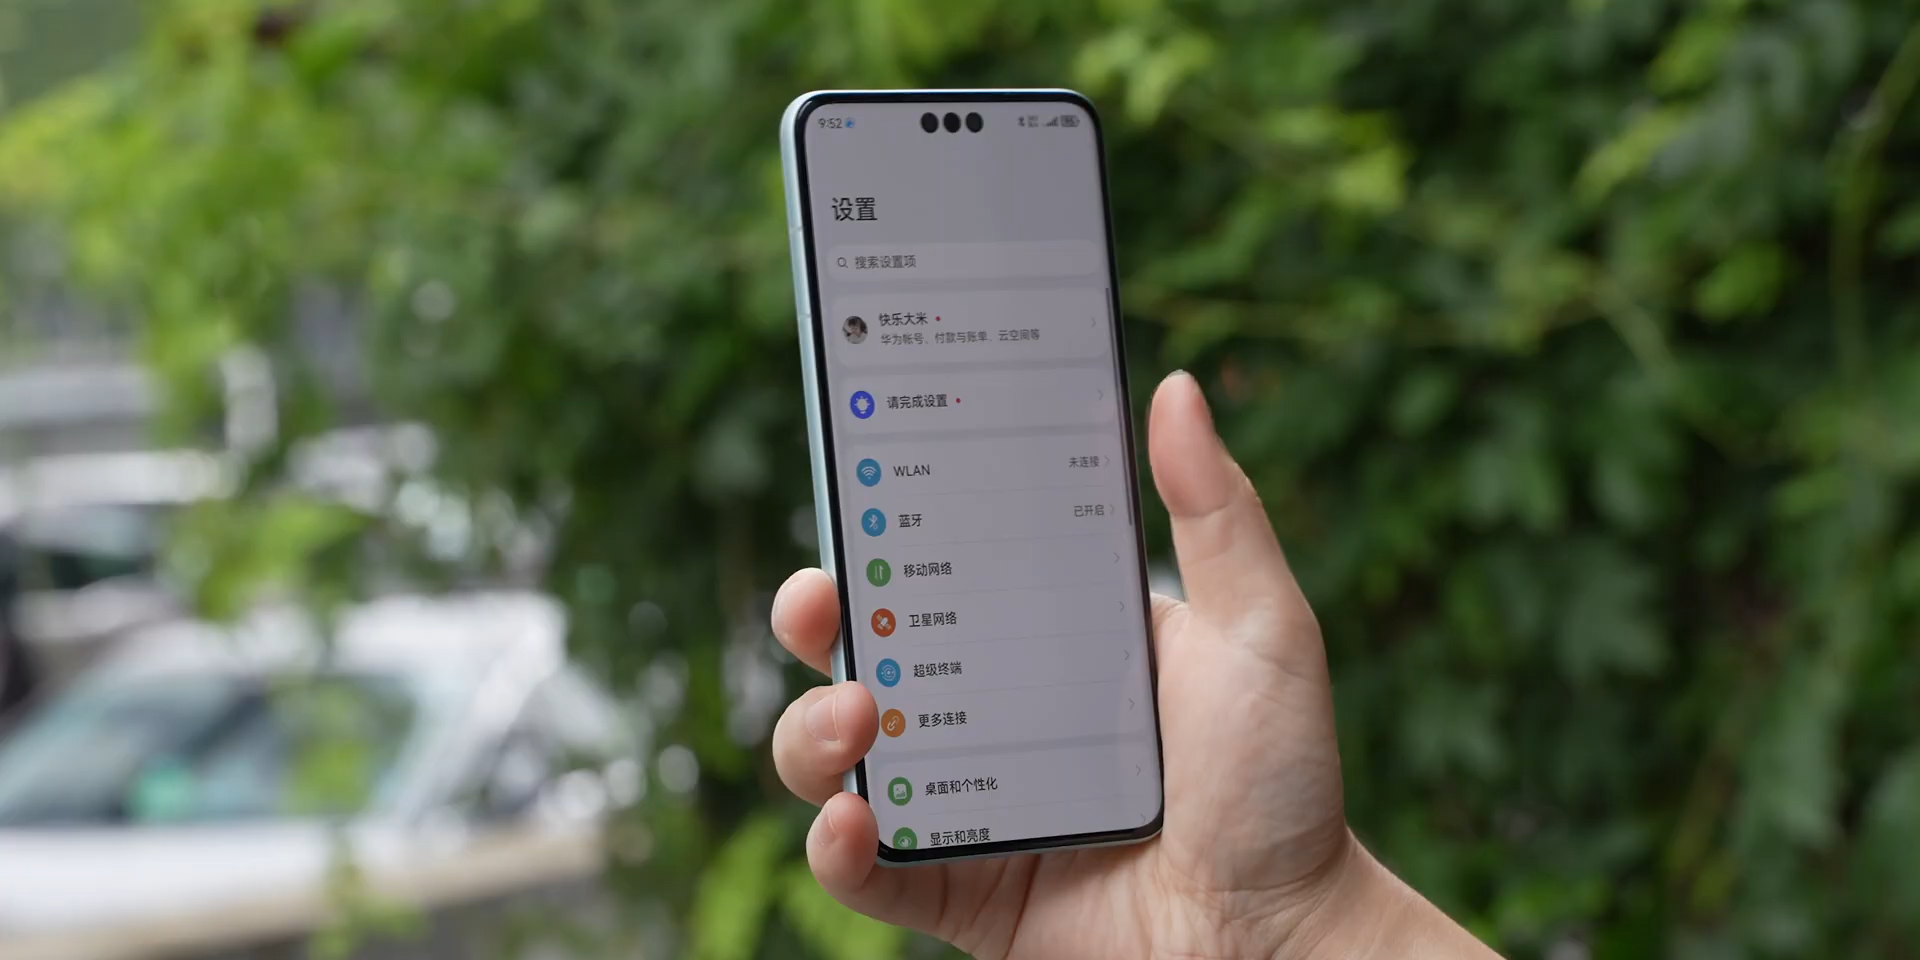 9:52
设置
搜索设置项
快乐大米
华为帐号、付款与账单、云空间等
请完成设置
WLAN 未连接
蓝牙 已开启
移动网络
卫星网络
超级终端
更多连接
桌面和个性化
显示和亮度